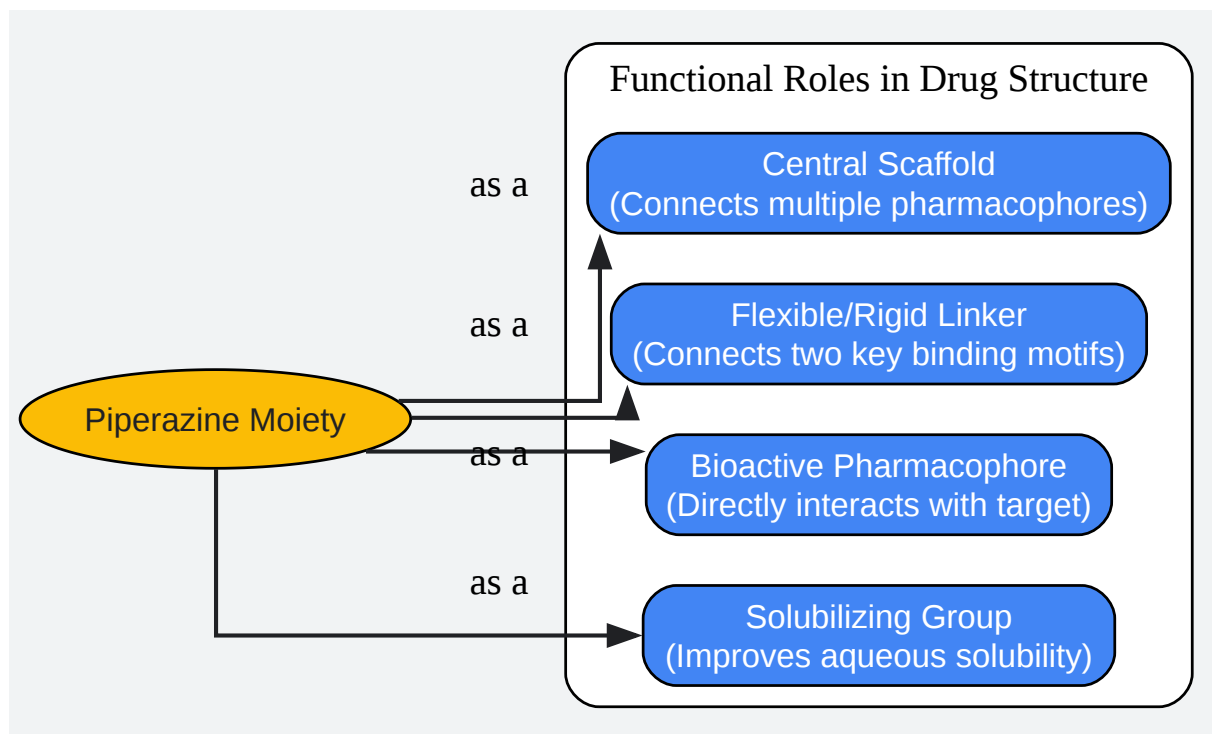 Functional Roles in Drug Structure
as a
Central Scaffold
(Connects multiple pharmacophores)
as a
Flexible/Rigid Linker
(Connects two key binding motifs)
Piperazine Moiety
as a
Bioactive Pharmacophore
(Directly interacts with target)
as a
Solubilizing Group
(Improves aqueous solubility)